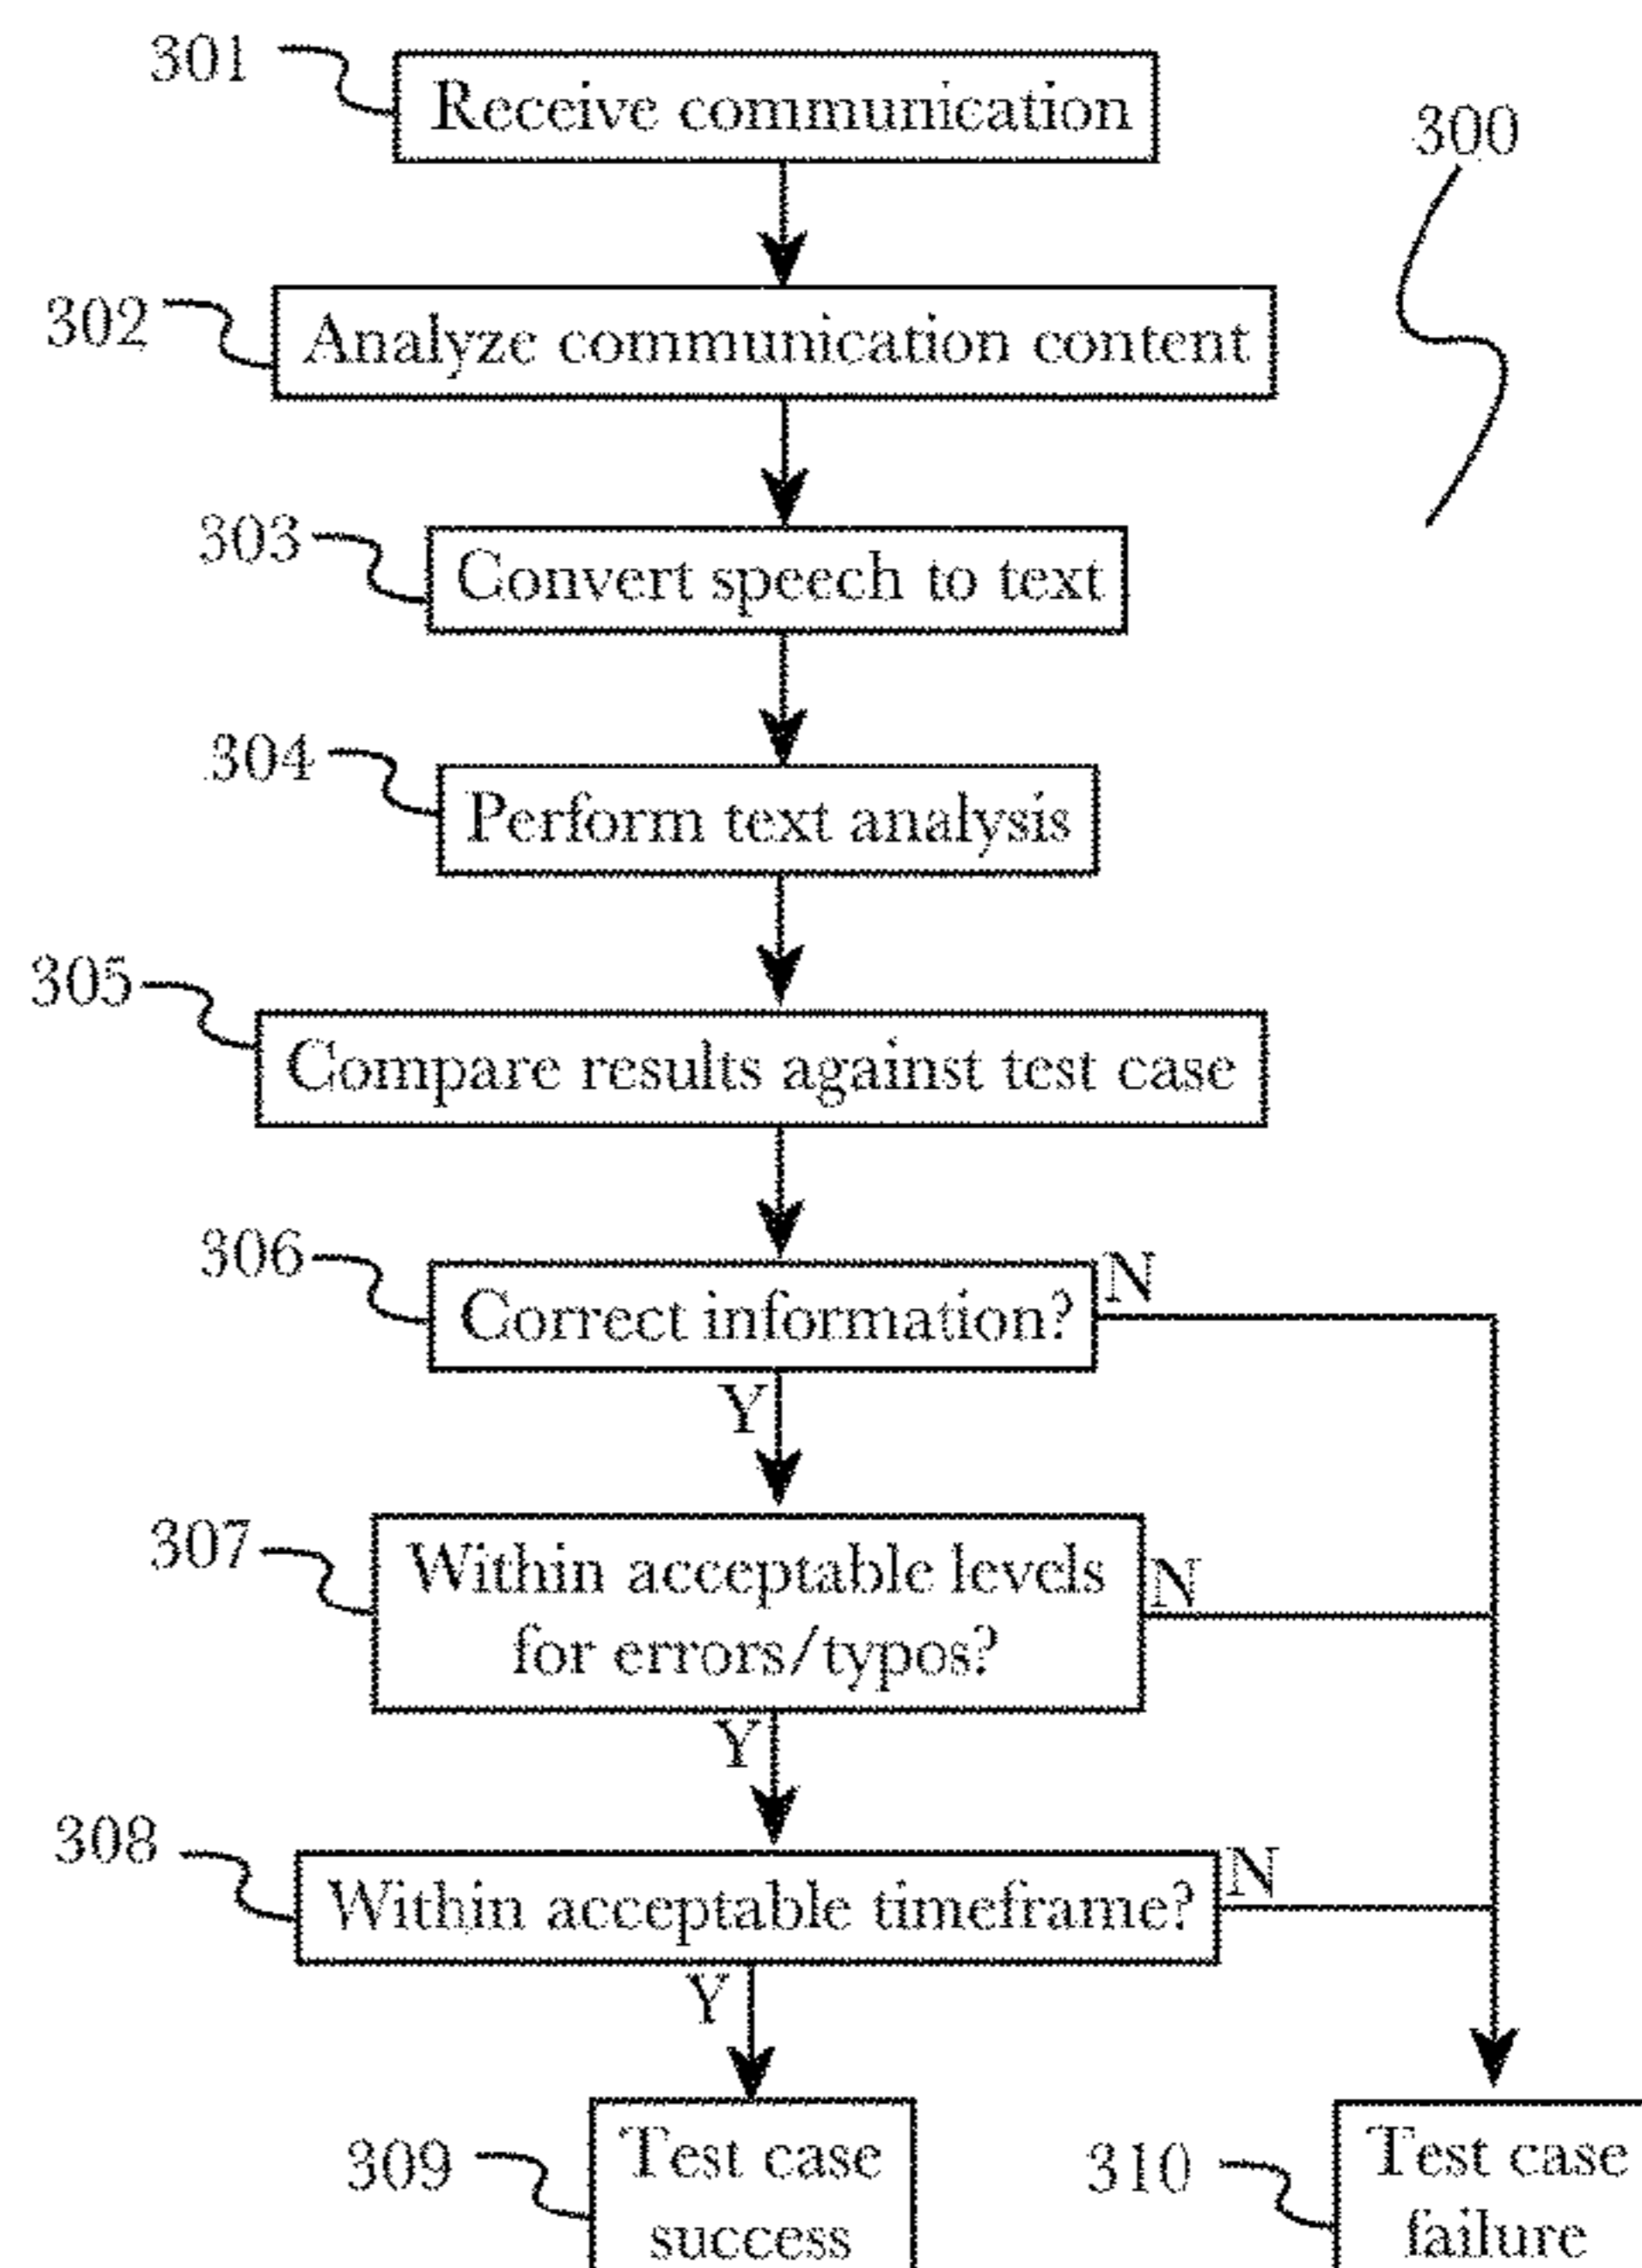 301
Receive communication
300
302
Analyze communication content
303
Convert speech to text
304
Perform text analysis
305
Compare results against test case
306
Correct information?
N
Y
307
Within acceptable levels
for errors/typos?
N
Y
308
Within acceptable timeframe?
N
Y
309
Test case
success
310
Test case
failure